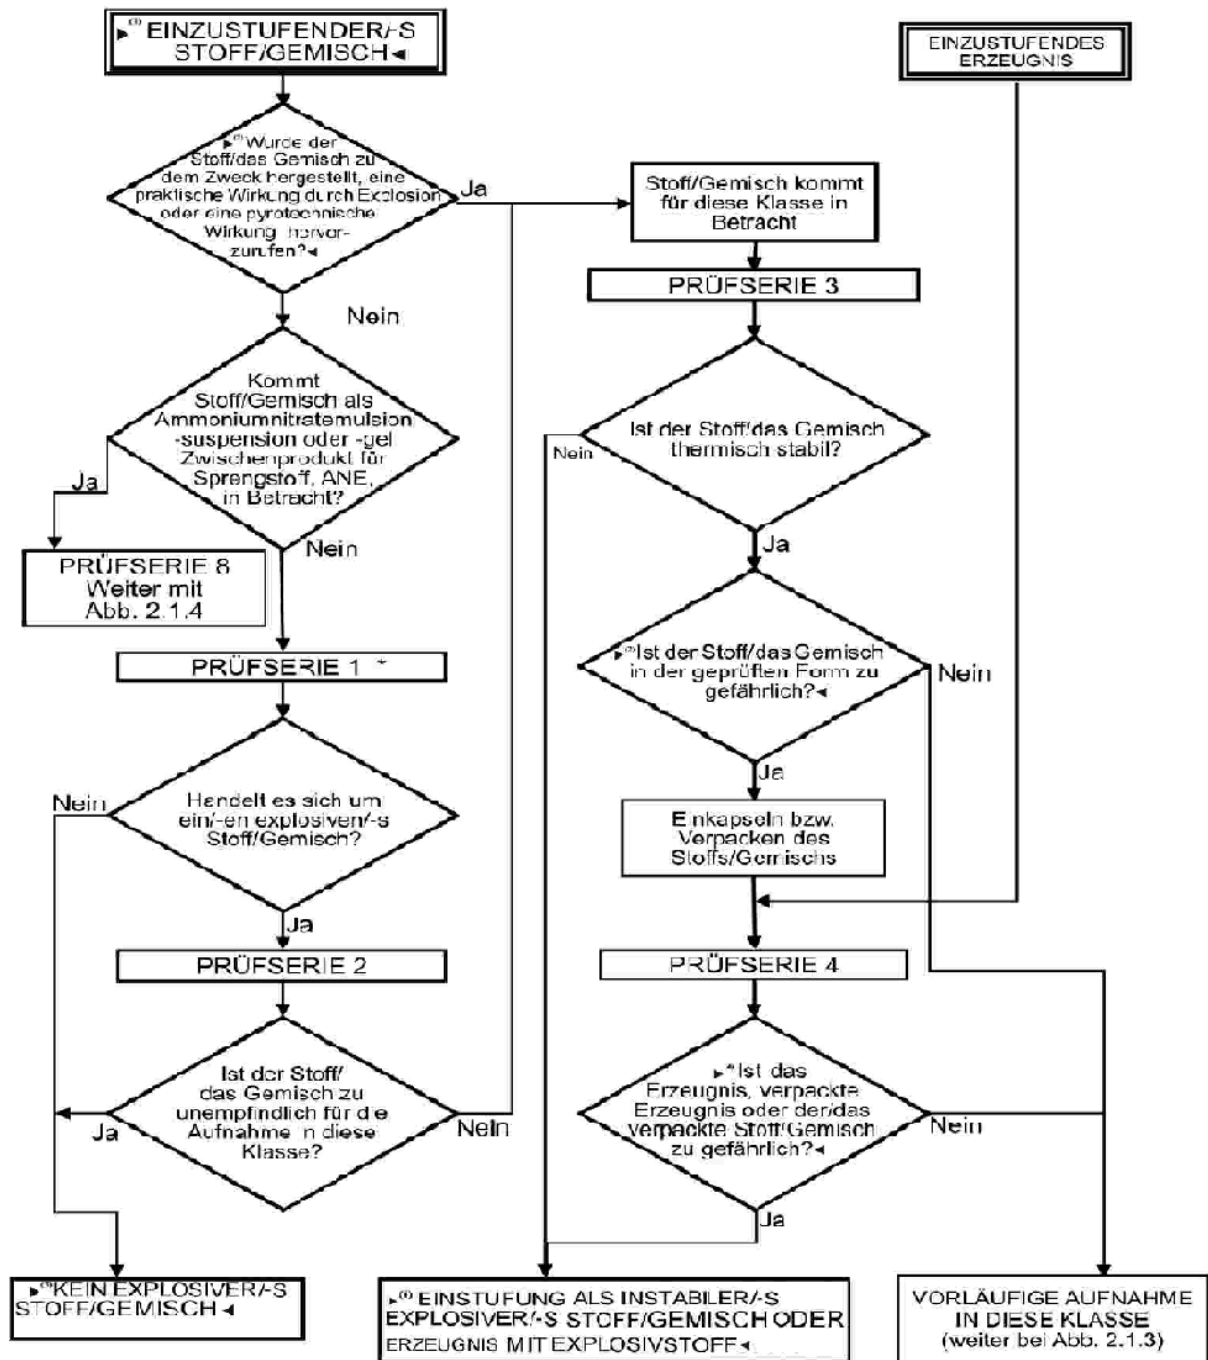 ▶⁽³⁾ EINZUSTUFENDER/-S
STOFF/GEMISCH ◀
EINZUSTUFENDES
ERZEUGNIS
Wurde der
Stoff/das Gemisch zu
dem Zweck hergestellt, eine
praktische Wirkung durch Explosion
oder eine pyrotechnische
Wirkung hervor-
zurufen? ◀
Ja
Nein
Kommt
Stoff/Gemisch als
Ammoniumnitratemulsion
-suspension oder -gel
Zwischenprodukt für
Sprengstoff, ANE,
in Betracht?
Ja
Nein
PRÜFSERIE 8
Weiter mit
Abb. 2.1.4
PRÜFSERIE 1 *
Handelt es sich um
ein/-en explosiven/-s
Stoff/Gemisch?
Nein
Ja
PRÜFSERIE 2
Ist der Stoff/
das Gemisch zu
unempfindlich für die
Aufnahme in diese
Klasse?
Ja
Nein
KEIN EXPLOSIVER/-S
STOFF/GEMISCH ◀
Stoff/Gemisch kommt
für diese Klasse in
Betracht
PRÜFSERIE 3
Ist der Stoff/das Gemisch
thermisch stabil?
Nein
Ja
Ist der Stoff/das Gemisch
in der geprüften Form zu
gefährlich? ◀
Nein
Ja
Einkapseln bzw.
Verpacken des
Stoffs/Gemischs
PRÜFSERIE 4
Ist das
Erzeugnis, verpackte
Erzeugnis oder der/das
verpackte Stoff/Gemisch
zu gefährlich? ◀
Nein
Ja
EINSTUFUNG ALS INSTABILER/-S
EXPLOSIVER/-S STOFF/GEMISCH ODER
ERZEUGNIS MIT EXPLOSIVSTOFF ◀
VORLÄUFIGE AUFNAHME
IN DIESE KLASSE
(weiter bei Abb. 2.1.3)